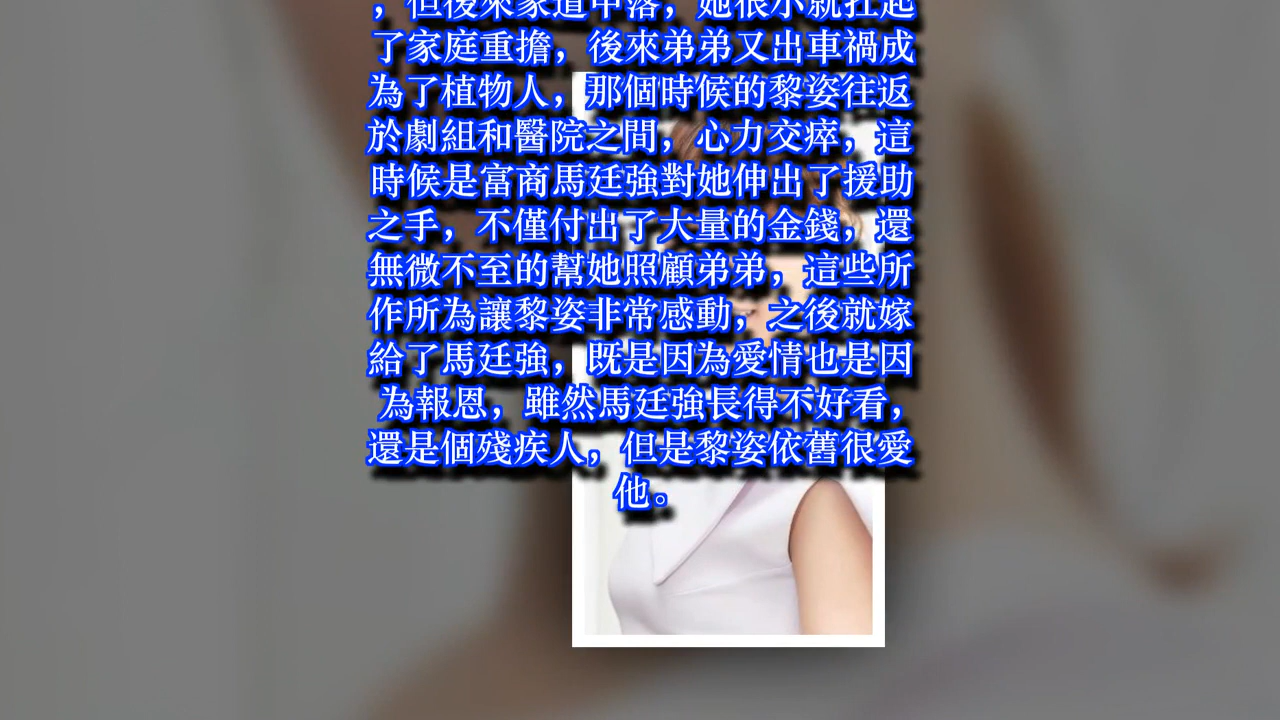 ，但後來家道中落，她很小就扛起
了家庭重擔，後來弟弟又出車禍成
為了植物人，那個時候的黎姿往返
於劇組和醫院之間，心力交瘁，這
時候是富商馬廷強對她伸出了援助
之手，不僅付出了大量的金錢，還
無微不至的幫她照顧弟弟，這些所
作所為讓黎姿非常感動，之後就嫁
給了馬廷強，既是因為愛情也是因
為報恩，雖然馬廷強長得不好看，
還是個殘疾人，但是黎姿依舊很愛
他。